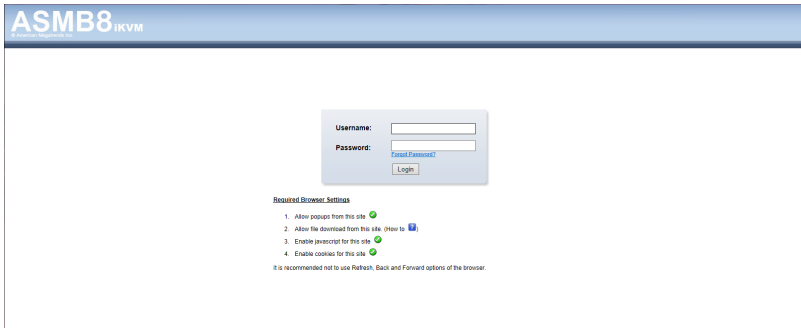 ASMB8 iKVM
© American Megatrends Inc.
Username:
Password:
Forgot Password?
Login
Required Browser Settings
1. Allow popups from this site
2. Allow file download from this site. (How to ?)
3. Enable javascript for this site
4. Enable cookies for this site
It is recommended not to use Refresh, Back and Forward options of the browser.